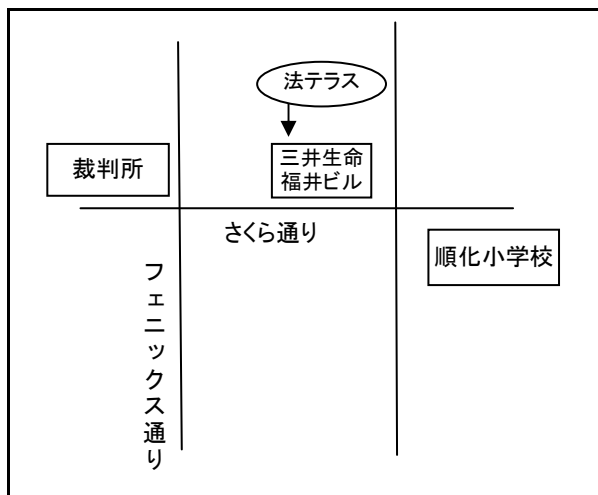 法テラス
裁判所
三井生命
福井ビル
さくら通り
順化小学校
フェニックス通り